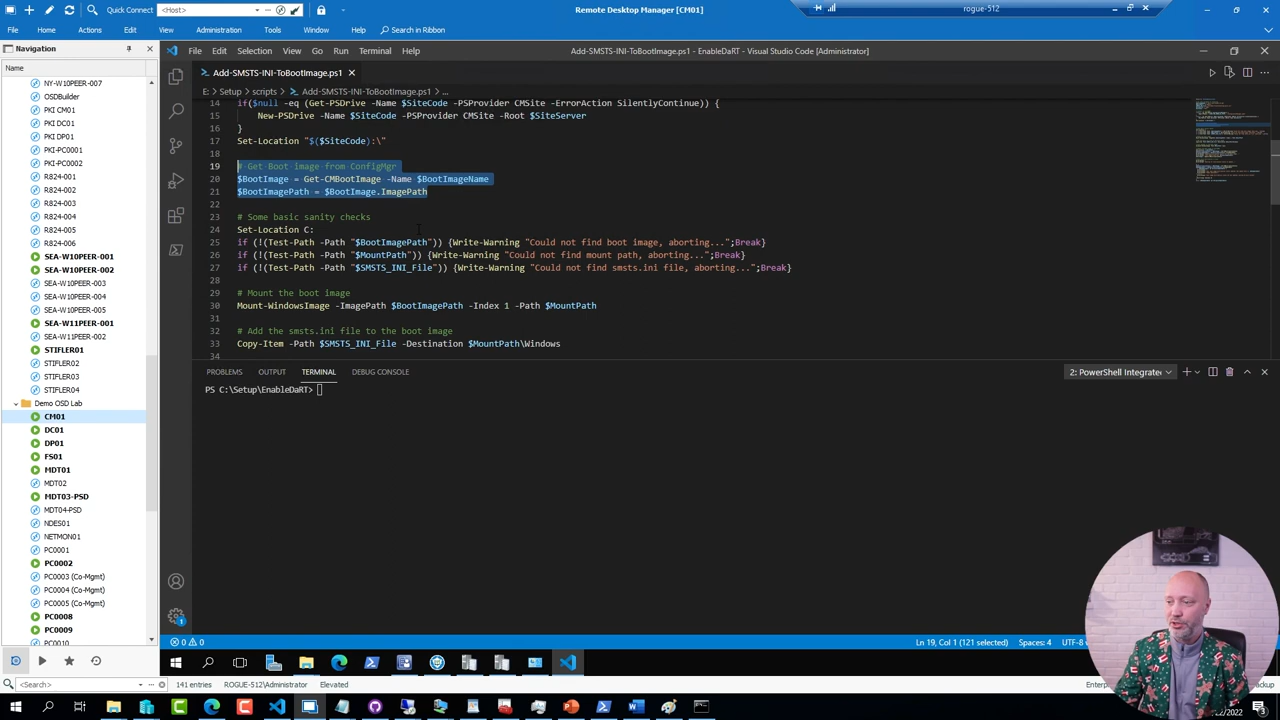 Quick Connect
<Host>
Remote Desktop Manager [CM01]
rogue-512
File
Home
Actions
Edit
View
Administration
Tools
Window
Help
Search in Ribbon
Navigation
Name
NY-W10PEER-007
OSDBuilder
PKI CM01
PKI DC01
PKI DP01
PKI-PC0001
PKI-PC0002
R824-001
R824-002
R824-003
R824-004
R824-005
R824-006
SEA-W10PEER-001
SEA-W10PEER-002
SEA-W10PEER-003
SEA-W10PEER-004
SEA-W10PEER-005
SEA-W11PEER-001
SEA-W11PEER-002
STIFLER01
STIFLER02
STIFLER03
STIFLER04
Demo OSD Lab
CM01
DC01
DP01
FS01
MDT01
MDT02
MDT03-PSD
MDT04-PSD
NDES01
NETMON01
PC0001
PC0002
PC0003 (Co-Mgmt)
PC0004 (Co-Mgmt)
PC0005 (Co-Mgmt)
PC0008
PC0009
PC0010
<Search>
141 entries
ROGUE-512\Administrator
Elevated
File
Edit
Selection
View
Go
Run
Terminal
Help
Add-SMSTS-INI-ToBootImage.ps1 - EnableDaRT - Visual Studio Code [Administrator]
Add-SMSTS-INI-ToBootImage.ps1
E: > Setup > scripts > Add-SMSTS-INI-ToBootImage.ps1 > ...
14 if($null -eq (Get-PSDrive -Name $SiteCode -PSProvider CMSite -ErrorAction SilentlyContinue)) {
15 New-PSDrive -Name $SiteCode -PSProvider CMSite -Root $SiteServer
16 }
17 Set-Location "$($SiteCode):\"
18
19 # Get Boot image from ConfigMgr
20 $BootImage = Get-CMBootImage -Name $BootImageName
21 $BootImagePath = $BootImage.ImagePath
22
23 # Some basic sanity checks
24 Set-Location C:
25 if (!(Test-Path -Path "$BootImagePath")) {Write-Warning "Could not find boot image, aborting...";Break}
26 if (!(Test-Path -Path "$MountPath")) {Write-Warning "Could not find mount path, aborting...";Break}
27 if (!(Test-Path -Path "$SMSTS_INI_File")) {Write-Warning "Could not find smsts.ini file, aborting...";Break}
28
29 # Mount the boot image
30 Mount-WindowsImage -ImagePath $BootImagePath -Index 1 -Path $MountPath
31
32 # Add the smsts.ini file to the boot image
33 Copy-Item -Path $SMSTS_INI_File -Destination $MountPath\Windows
34
PROBLEMS
OUTPUT
TERMINAL
DEBUG CONSOLE
2: PowerShell Integrate
PS C:\Setup\EnableDaRT>
0 0
Ln 19, Col 1 (121 selected)
Spaces: 4
UTF-8